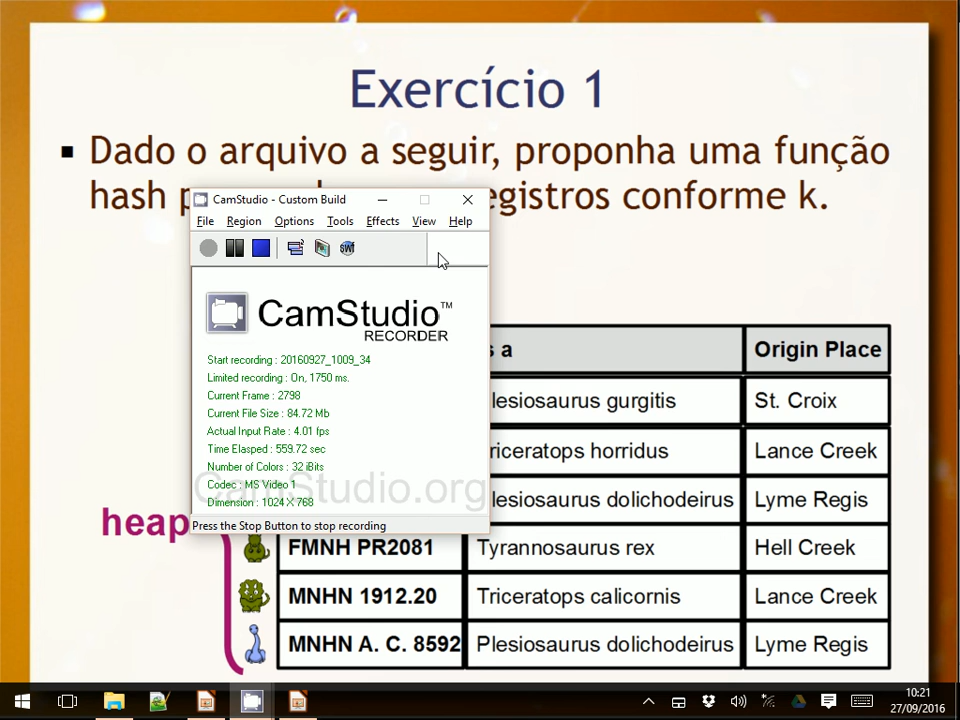 Exercício 1
Dado o arquivo a seguir, proponha uma função
hash
egistros conforme k.
CamStudio - Custom Build
File Region Options Tools Effects View Help
CamStudio™
RECORDER
Start recording : 20160927_1009_34
Limited recording : On, 1750 ms.
Current Frame : 2798
Current File Size : 84.72 Mb
Actual Input Rate : 4.01 fps
Time Elasped : 559.72 sec
Number of Colors : 32 iBits
Codec : MS Video 1
Dimension : 1024 X 768
CamStudio.org
Press the Stop Button to stop recording
s a Origin Place
lesiosaurus gurgitis St. Croix
riceratops horridus Lance Creek
lesiosaurus dolichodeirus Lyme Regis
heap
FMNH PR2081 Tyrannosaurus rex Hell Creek
MNHN 1912.20 Triceratops calicornis Lance Creek
MNHN A. C. 8592 Plesiosaurus dolichodeirus Lyme Regis
10:21
27/09/2016